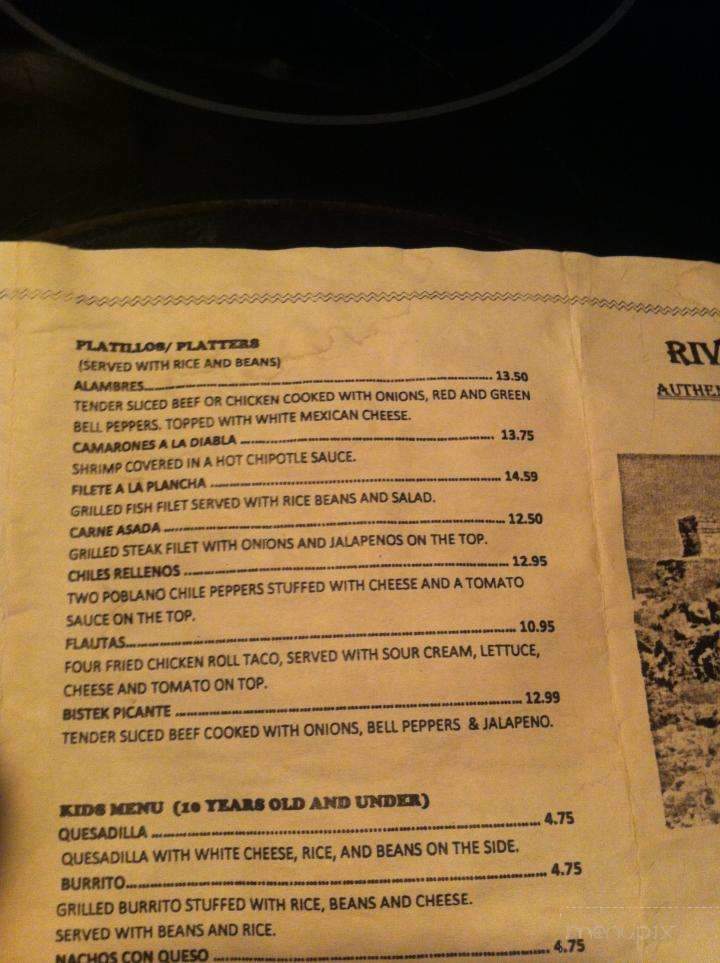 PLATILLOS/ PLATTERS
(SERVED WITH RICE AND BEANS)
ALAMBRES 13.50
TENDER SLICED BEEF OR CHICKEN COOKED WITH ONIONS, RED AND GREEN
BELL PEPPERS. TOPPED WITH WHITE MEXICAN CHEESE.
CAMARONES A LA DIABLA 13.75
SHRIMP COVERED IN A HOT CHIPOTLE SAUCE.
FILETE A LA PLANCHA 14.59
GRILLED FISH FILET SERVED WITH RICE BEANS AND SALAD.
CARNE ASADA 12.50
GRILLED STEAK FILET WITH ONIONS AND JALAPENOS ON THE TOP.
CHILES RELLENOS 12.95
TWO POBLANO CHILE PEPPERS STUFFED WITH CHEESE AND A TOMATO
SAUCE ON THE TOP.
FLAUTAS 10.95
FOUR FRIED CHICKEN ROLL TACO, SERVED WITH SOUR CREAM, LETTUCE,
CHEESE AND TOMATO ON TOP.
BISTEK PICANTE 12.99
TENDER SLICED BEEF COOKED WITH ONIONS, BELL PEPPERS & JALAPENO.
KIDS MENU (10 YEARS OLD AND UNDER)
QUESADILLA 4.75
QUESADILLA WITH WHITE CHEESE, RICE, AND BEANS ON THE SIDE.
BURRITO 4.75
GRILLED BURRITO STUFFED WITH RICE, BEANS AND CHEESE.
SERVED WITH BEANS AND RICE.
NACHOS CON QUESO 4.75
RIV
AUTHE
menupix